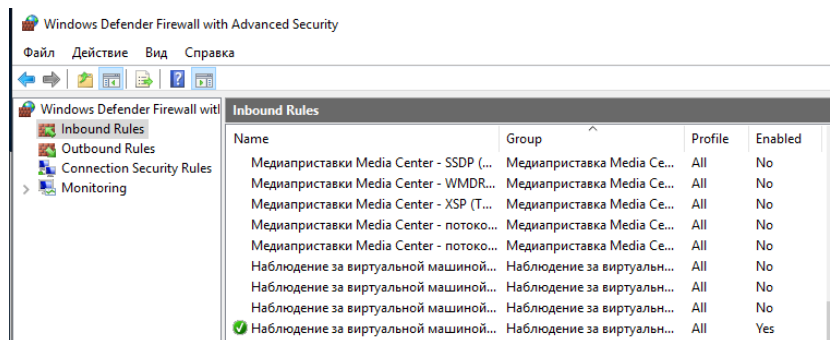 Windows Defender Firewall with Advanced Security
Файл Действие Вид Справка
Windows Defender Firewall witl
Inbound Rules
Outbound Rules
Connection Security Rules
Monitoring
Inbound Rules
Name Group Profile Enabled
Медиаприставки Media Center - SSDP (... Медиаприставка Media Ce... All No
Медиаприставки Media Center - WMDR... Медиаприставка Media Ce... All No
Медиаприставки Media Center - XSP (T... Медиаприставка Media Ce... All No
Медиаприставки Media Center - потоко... Медиаприставка Media Ce... All No
Медиаприставки Media Center - потоко... Медиаприставка Media Ce... All No
Наблюдение за виртуальной машиной... Наблюдение за виртуальн... All No
Наблюдение за виртуальной машиной... Наблюдение за виртуальн... All No
Наблюдение за виртуальной машиной... Наблюдение за виртуальн... All No
Наблюдение за виртуальной машиной... Наблюдение за виртуальн... All Yes